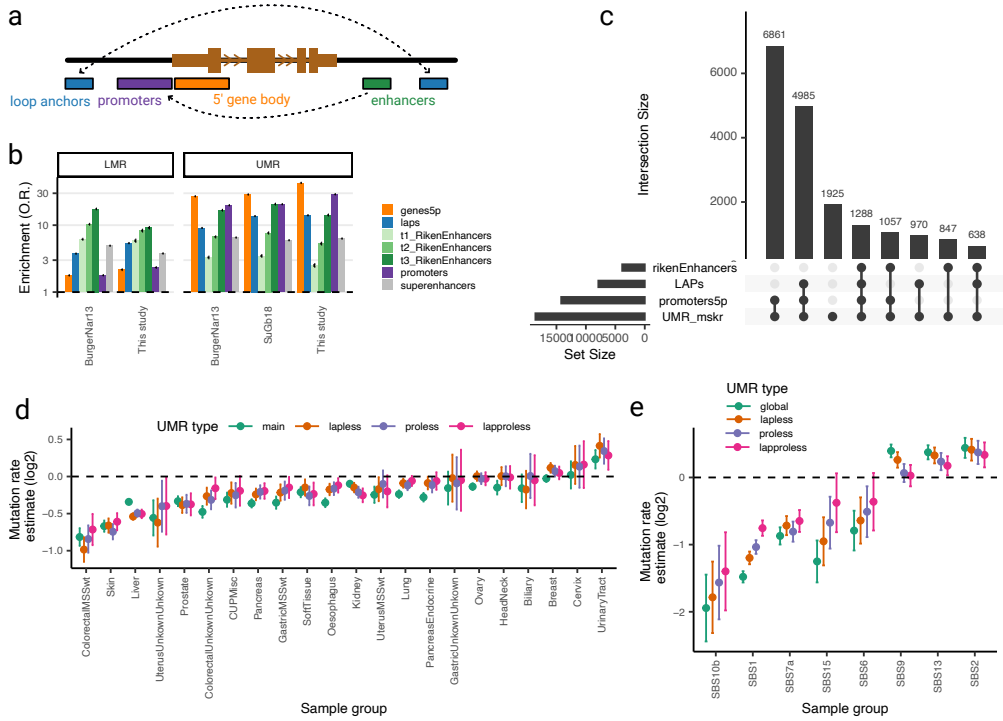 a
loop anchors
promoters
5' gene body
enhancers
b
LMR
UMR
Enrichment (O.R.)
30
10
3
1
BurgerNar13
This study
BurgerNar13
SuGb18
This study
genes5p
laps
t1_RikenEnhancers
t2_RikenEnhancers
t3_RikenEnhancers
promoters
superenhancers
c
Intersection Size
6000
4000
2000
0
6861
4985
1925
1288
1057
970
847
638
rikenEnhancers
LAPs
promoters5p
UMR_mskr
15000
10000
5000
0
Set Size
d
UMR type
main
lapless
proless
lapproless
Mutation rate
estimate (log2)
0.5
0.0
−0.5
−1.0
ColorectalMSSwt
Skin
Liver
UterusUnkownUnkown
Prostate
ColorectalUnkownUnkown
CUPMisc
Pancreas
GastricMSSwt
SoftTissue
Oesophagus
Kidney
UterusMSSwt
Lung
PancreasEndocrine
GastricUnkownUnkown
Ovary
HeadNeck
Biliary
Breast
Cervix
UrinaryTract
Sample group
e
UMR type
global
lapless
proless
lapproless
Mutation rate
estimate (log2)
0
−1
−2
SBS10b
SBS1
SBS7a
SBS15
SBS6
SBS9
SBS13
SBS2
Sample group